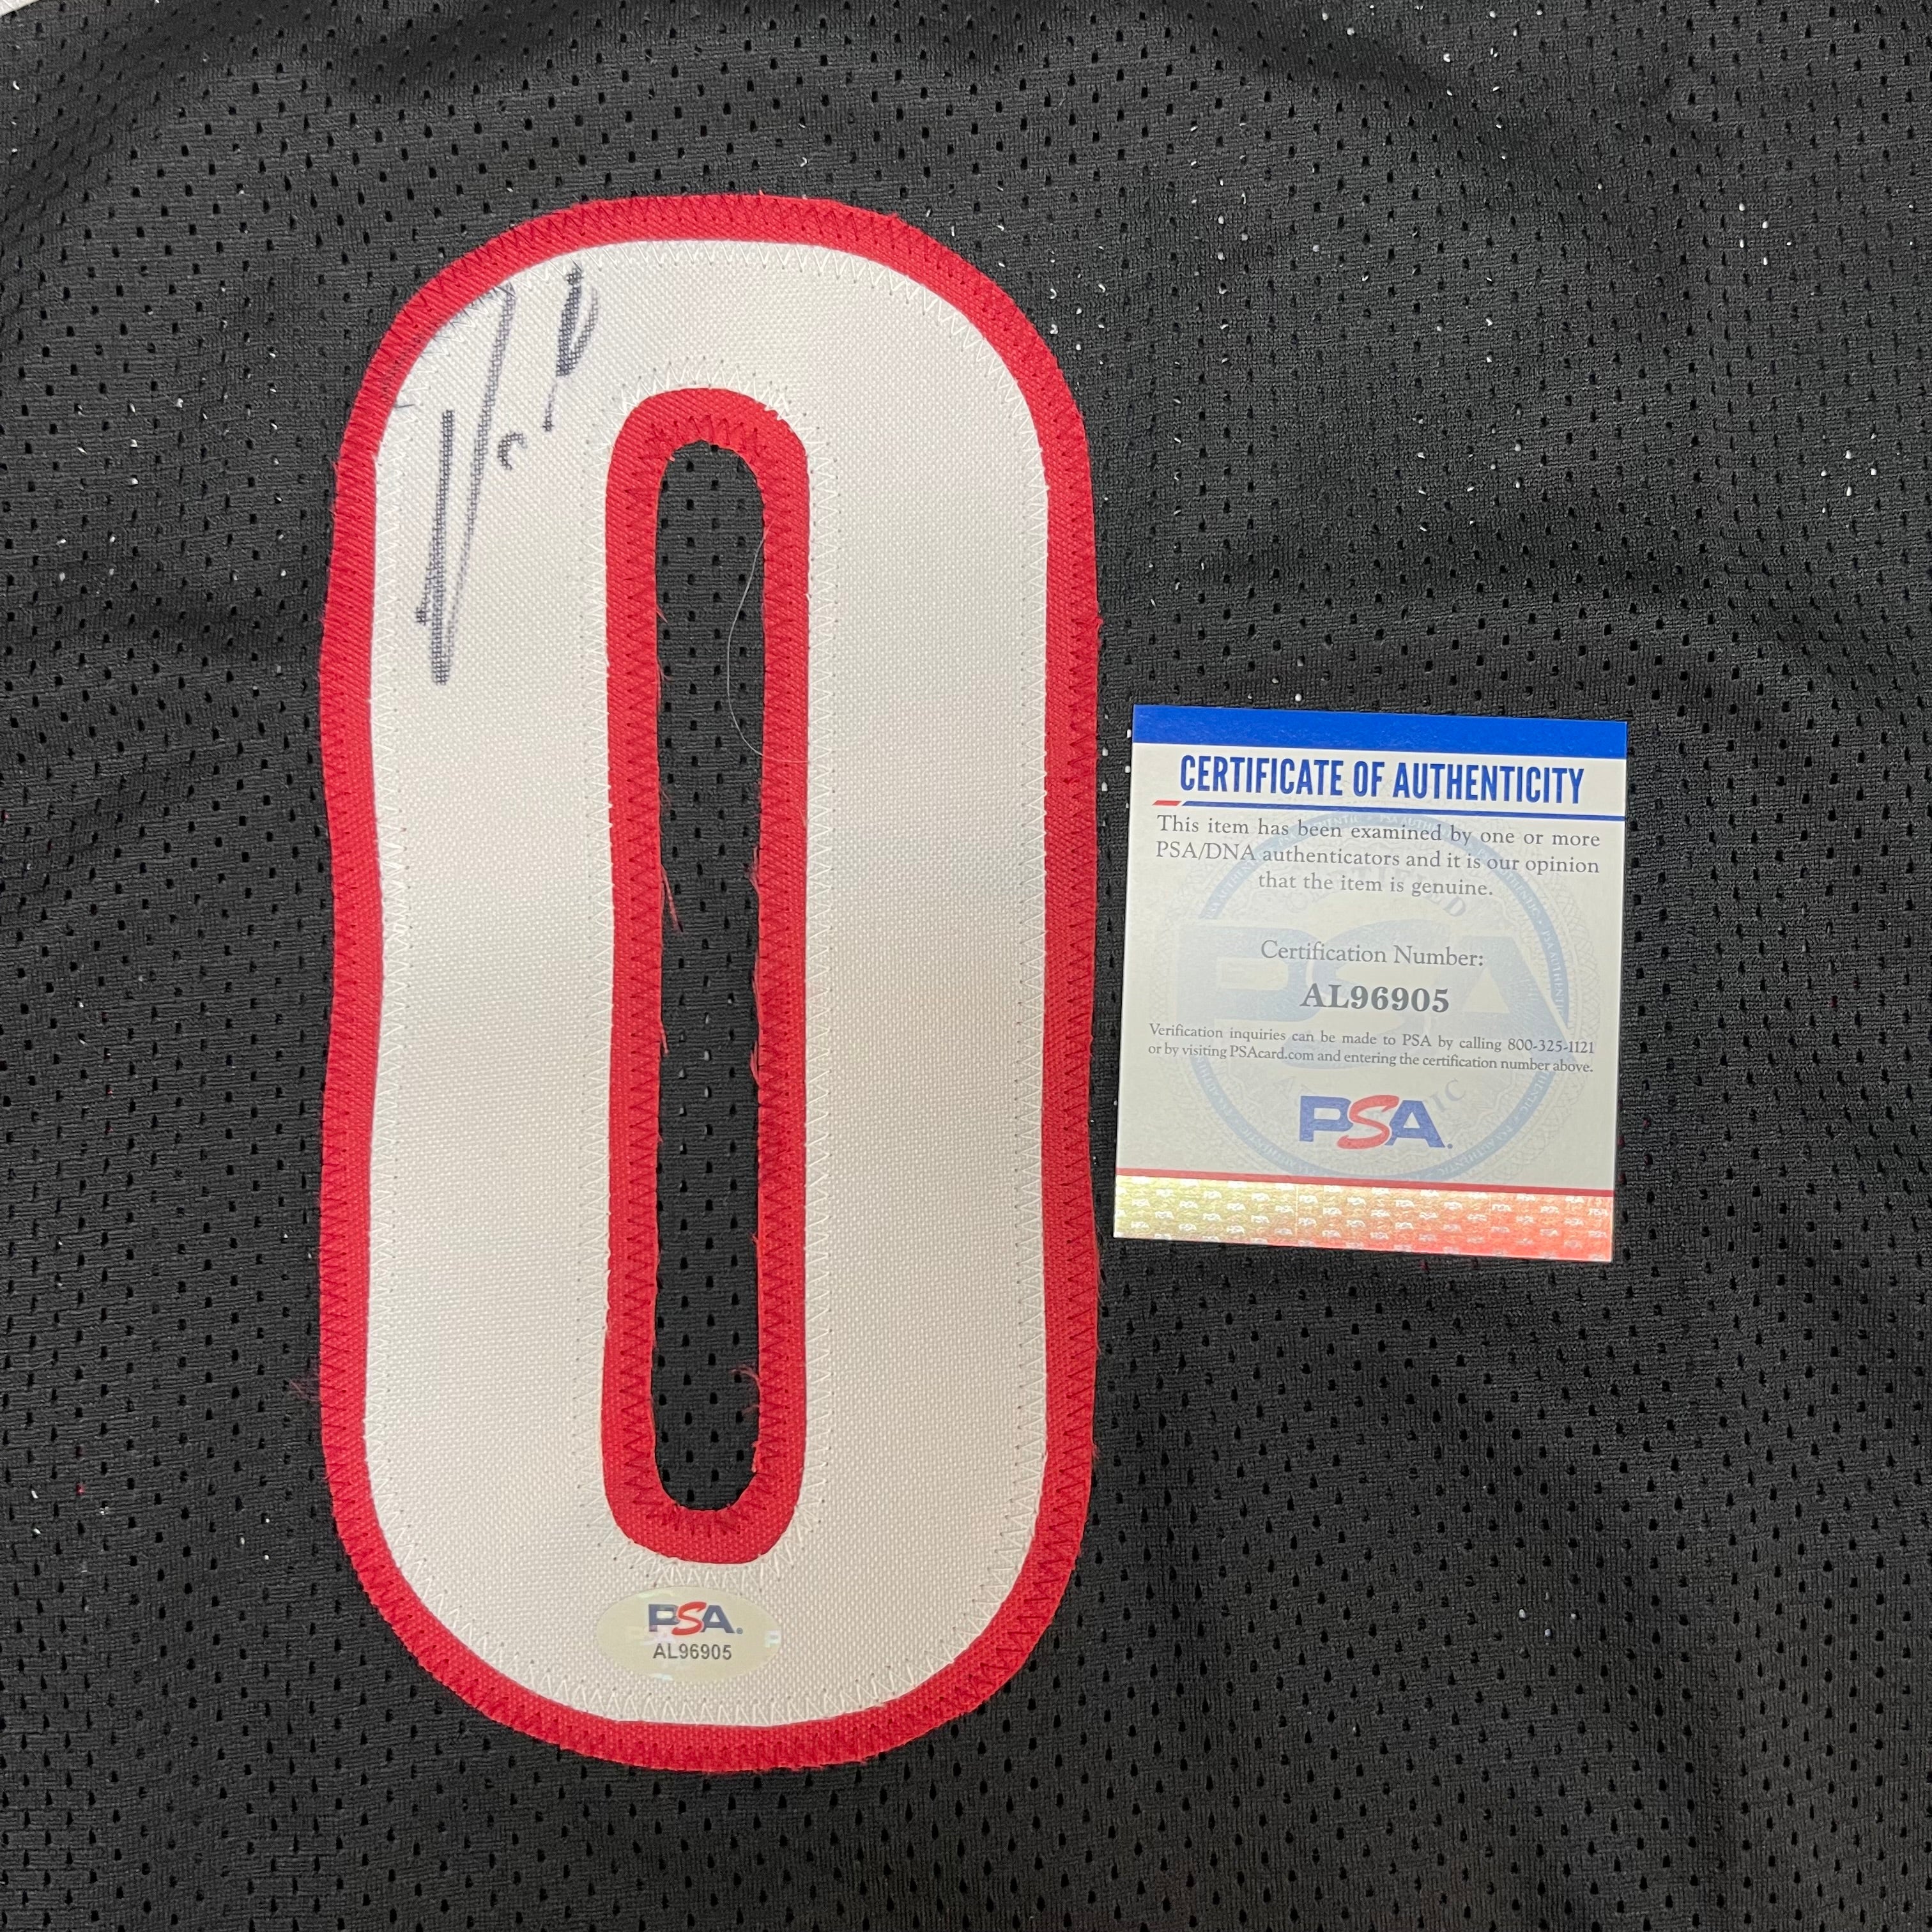 0
CERTIFICATE OF AUTHENTICITY
This item has been examined by one or more
PSA/DNA authenticators and it is our opinion
that the item is genuine.
Certification Number:
AL96905
Verification inquiries can be made to PSA by calling 800-325-1121
or by visiting PSAcard.com and entering the certification number above.
PSA.
PSA.
AL96905